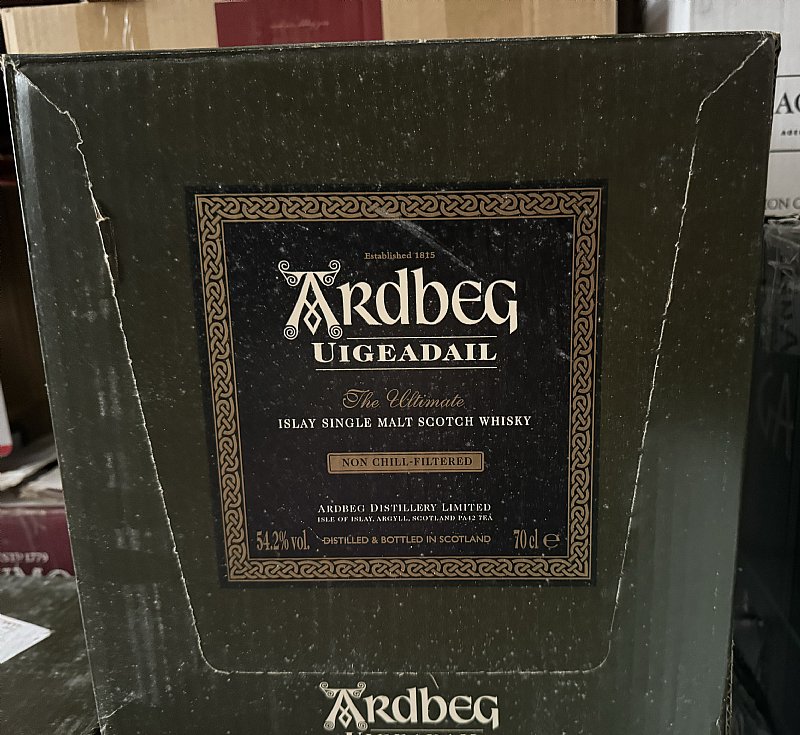 Established 1815
Ardbeg
UIGEADAIL
The Ultimate
ISLAY SINGLE MALT SCOTCH WHISKY
NON CHILL-FILTERED
ARDBEG DISTILLERY LIMITED
ISLE OF ISLAY, ARGYLL, SCOTLAND PA42 7EA
54.2% vol. DISTILLED & BOTTLED IN SCOTLAND 70 cl e
Ardbeg
1779